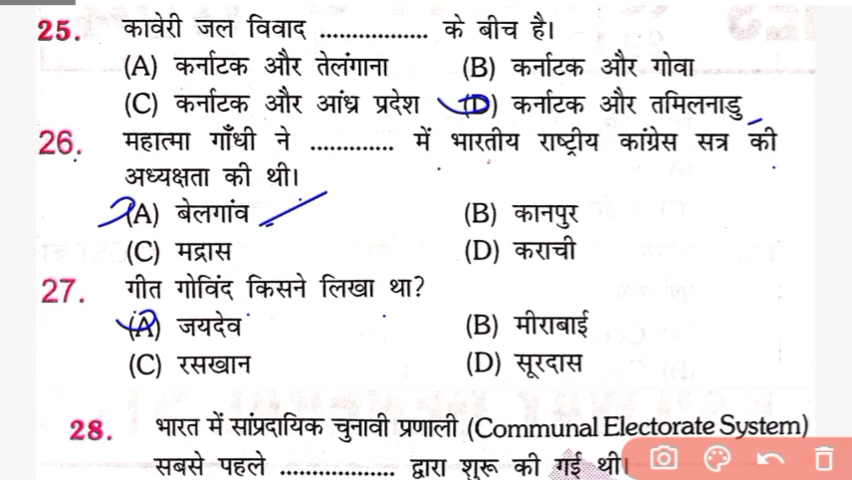 25. कावेरी जल विवाद .................. के बीच है।
(A) कर्नाटक और तेलंगाना (B) कर्नाटक और गोवा
(C) कर्नाटक और आंध्र प्रदेश (D) कर्नाटक और तमिलनाडु
26. महात्मा गाँधी ने .............. में भारतीय राष्ट्रीय कांग्रेस सत्र की
अध्यक्षता की थी।
(A) बेलगांव (B) कानपुर
(C) मद्रास (D) कराची
27. गीत गोविंद किसने लिखा था?
(A) जयदेव (B) मीराबाई
(C) रसखान (D) सूरदास
28. भारत में सांप्रदायिक चुनावी प्रणाली (Communal Electorate System)
सबसे पहले ................... द्वारा शुरू की गई थी।